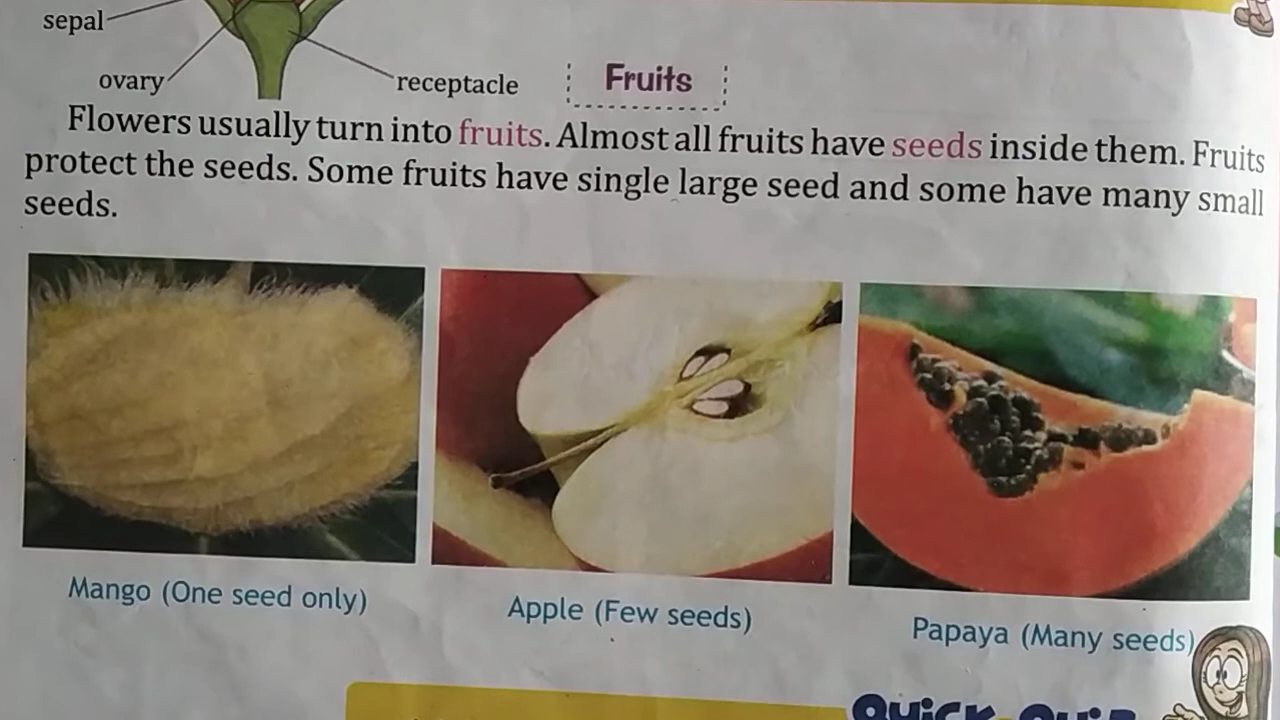 sepal
ovary
receptacle
Fruits
Flowers usually turn into fruits. Almost all fruits have seeds inside them. Fruits
protect the seeds. Some fruits have single large seed and some have many small
seeds.
Mango (One seed only)
Apple (Few seeds)
Papaya (Many seeds)
Quick Quiz